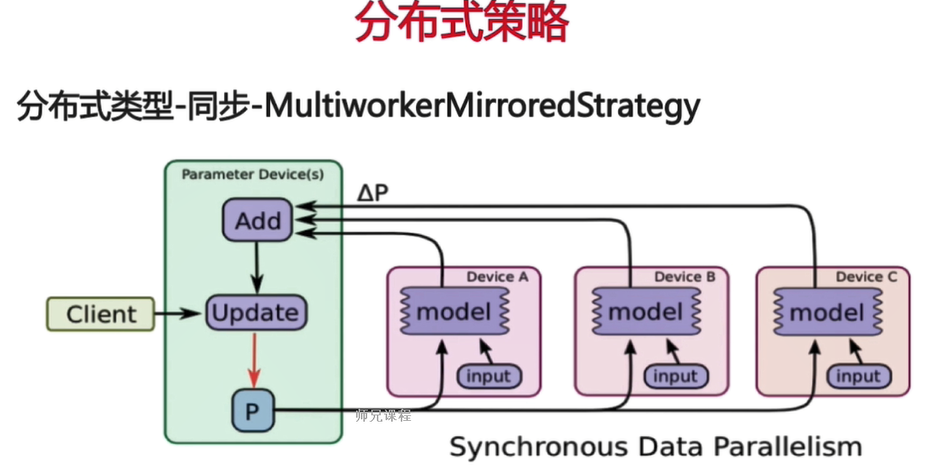 分布式策略
分布式类型-同步-MultiworkerMirroredStrategy
Parameter Device(s)
ΔP
Add
Device A
Device B
Device C
Client
Update
model
model
model
input
input
input
P
师兄课程
Synchronous Data Parallelism